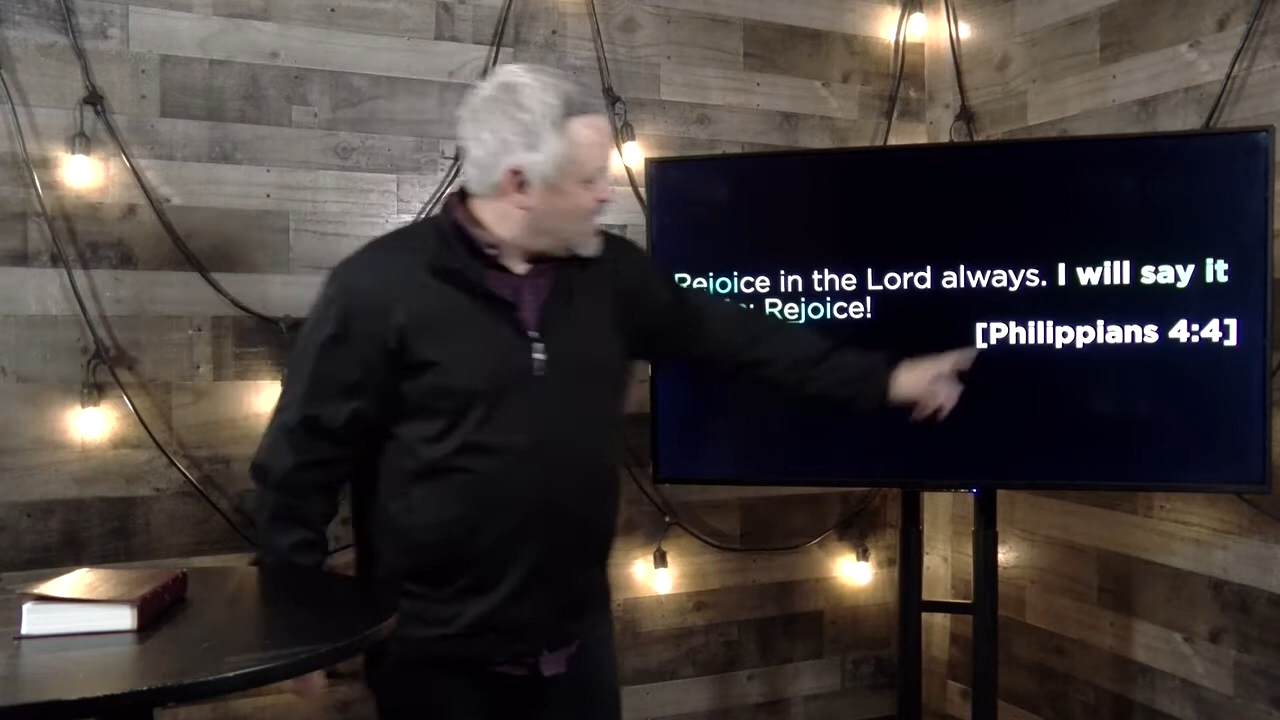 Rejoice in the Lord always. I will say it
Rejoice!
[Philippians 4:4]